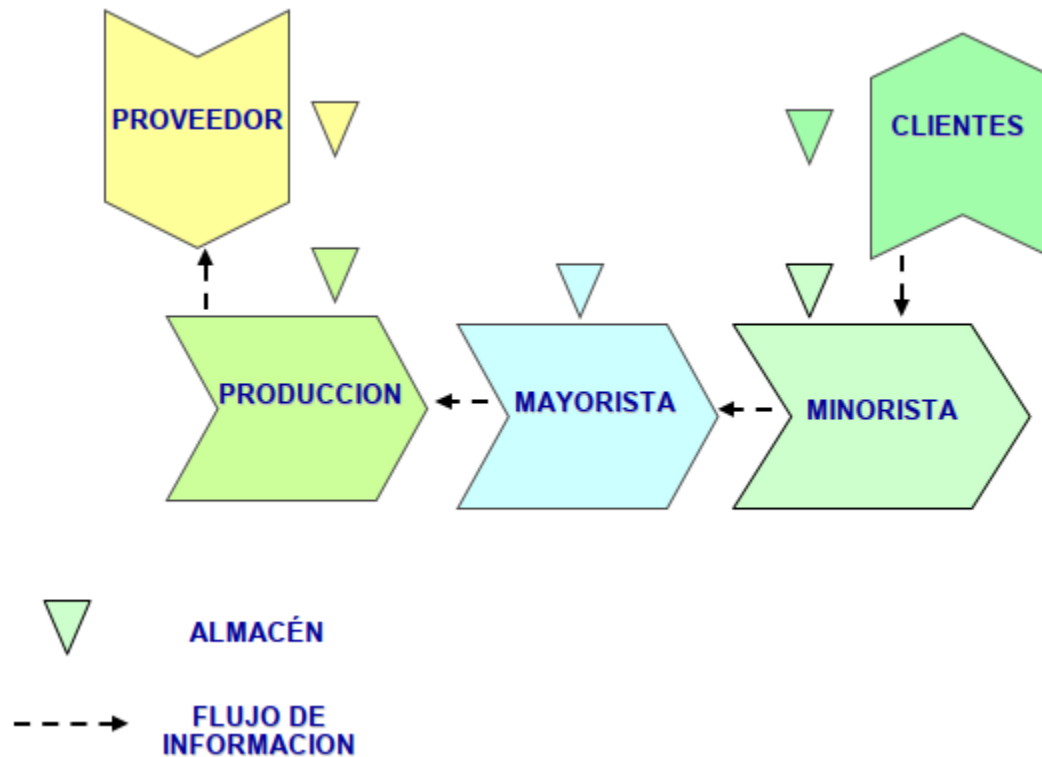 PROVEEDOR
CLIENTES
PRODUCCION
MAYORISTA
MINORISTA
ALMACÉN
FLUJO DE
INFORMACION